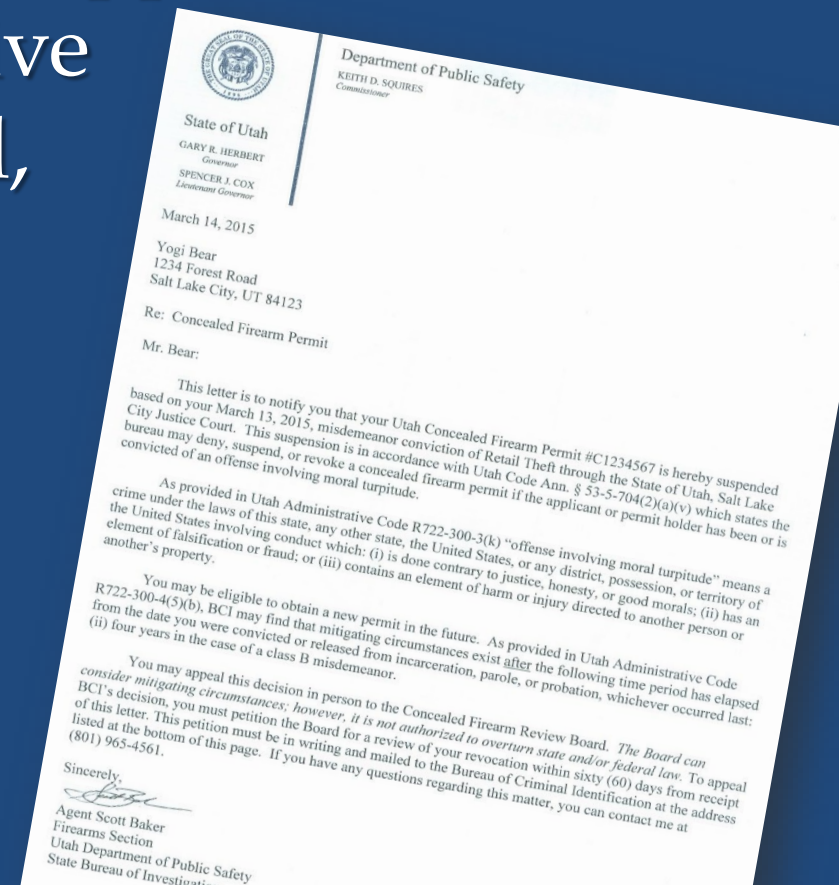 ve
l,
THE GREAT SEAL OF THE STATE OF UTAH
1896
State of Utah
GARY R. HERBERT
Governor
SPENCER J. COX
Lieutenant Governor
Department of Public Safety
KEITH D. SQUIRES
Commissioner
March 14, 2015
Yogi Bear
1234 Forest Road
Salt Lake City, UT 84123
Re: Concealed Firearm Permit
Mr. Bear:
This letter is to notify you that your Utah Concealed Firearm Permit #C1234567 is hereby suspended
based on your March 13, 2015, misdemeanor conviction of Retail Theft through the State of Utah, Salt Lake
City Justice Court. This suspension is in accordance with Utah Code Ann. § 53-5-704(2)(a)(v) which states the
bureau may deny, suspend, or revoke a concealed firearm permit if the applicant or permit holder has been or is
convicted of an offense involving moral turpitude.
As provided in Utah Administrative Code R722-300-3(k) “offense involving moral turpitude” means a
crime under the laws of this state, any other state, the United States, or any district, possession, or territory of
the United States involving conduct which: (i) is done contrary to justice, honesty, or good morals; (ii) has an
element of falsification or fraud; or (iii) contains an element of harm or injury directed to another person or
another’s property.
You may be eligible to obtain a new permit in the future. As provided in Utah Administrative Code
R722-300-4(5)(b), BCI may find that mitigating circumstances exist after the following time period has elapsed
from the date you were convicted or released from incarceration, parole, or probation, whichever occurred last:
(ii) four years in the case of a class B misdemeanor.
You may appeal this decision in person to the Concealed Firearm Review Board. The Board can
consider mitigating circumstances; however, it is not authorized to overturn state and/or federal law. To appeal
BCI’s decision, you must petition the Board for a review of your revocation within sixty (60) days from receipt
of this letter. This petition must be in writing and mailed to the Bureau of Criminal Identification at the address
listed at the bottom of this page. If you have any questions regarding this matter, you can contact me at
(801) 965-4561.
Sincerely,
Agent Scott Baker
Firearms Section
Utah Department of Public Safety
State Bureau of Investigati